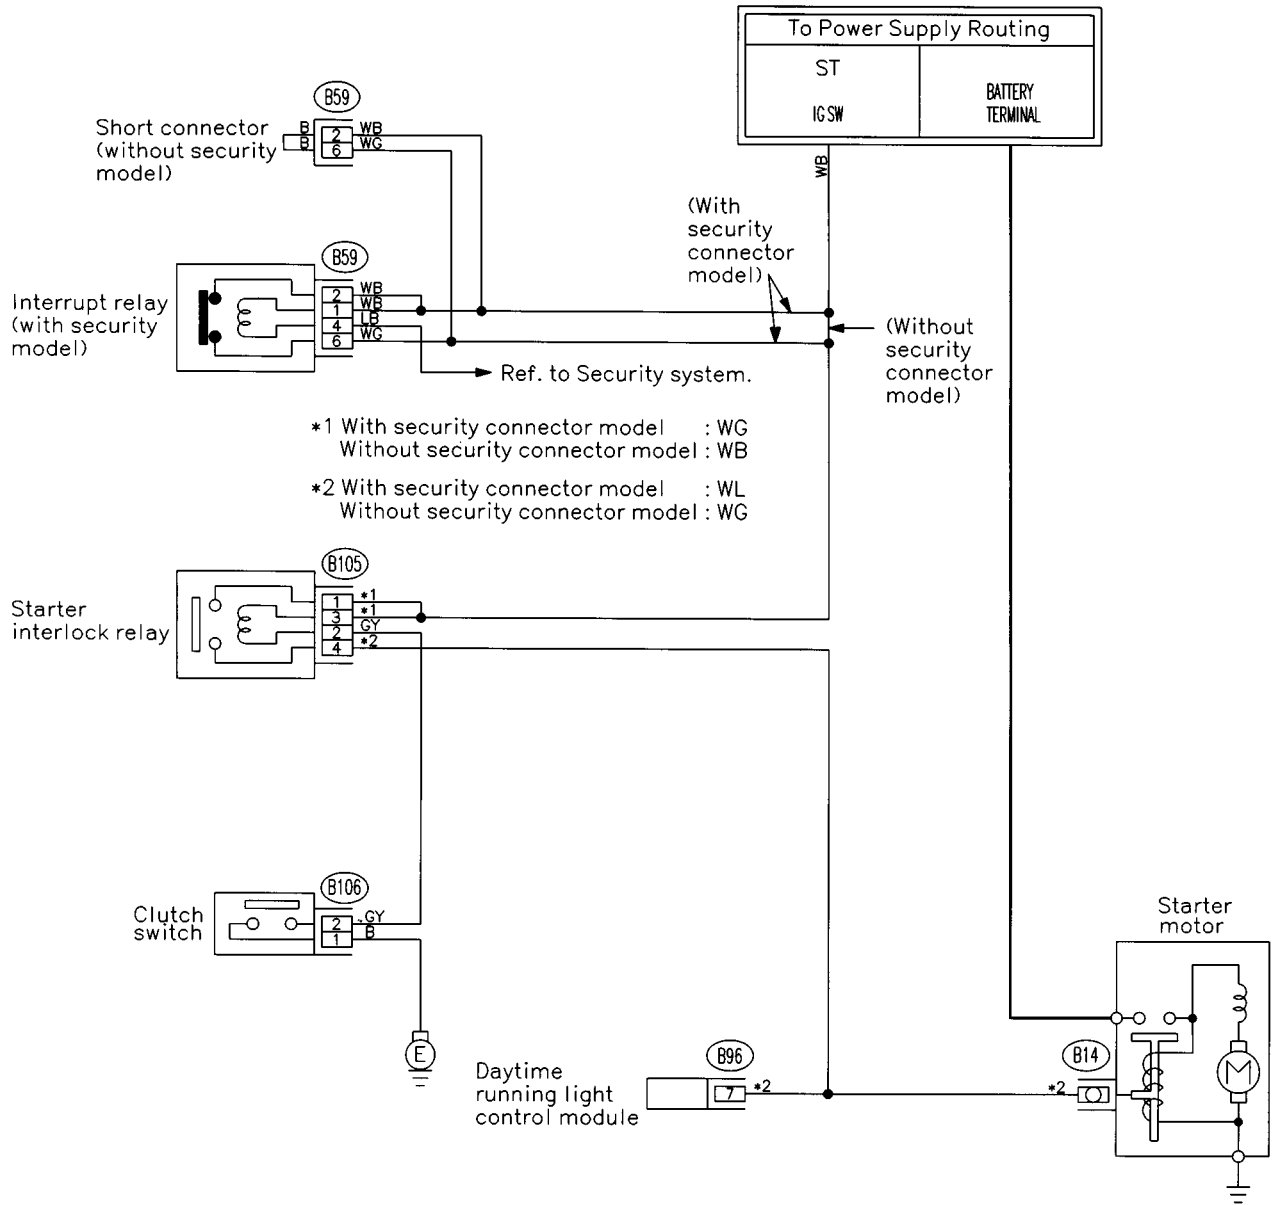 To Power Supply Routing
ST
IG SW
BATTERY
TERMINAL
WB
B59
Short connector
(without security
model)
B
B
2
6
WB
WG
(With
security
connector
model)
B59
Interrupt relay
(with security
model)
2
1
4
6
WB
WB
LB
WG
(Without
security
connector
model)
Ref. to Security system.
*1 With security connector model : WG
Without security connector model : WB
*2 With security connector model : WL
Without security connector model : WG
B105
Starter
interlock relay
1
3
2
4
*1
*1
GY
*2
B106
Clutch
switch
2
1
GY
B
E
Starter
motor
Daytime
running light
control module
B96
7
*2
B14
*2
M